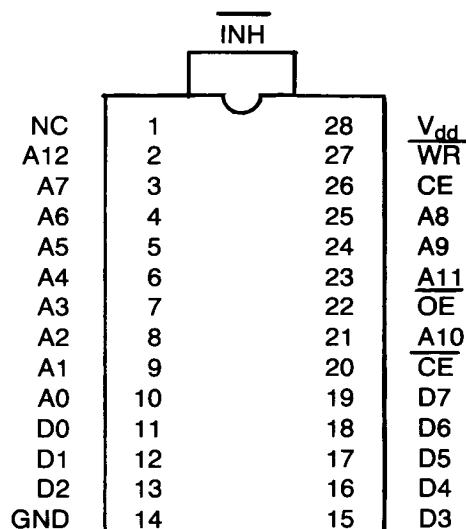 INH
NC 1 28 Vdd
A12 2 27 WR
A7 3 26 CE
A6 4 25 A8
A5 5 24 A9
A4 6 23 A11
A3 7 22 OE
A2 8 21 A10
A1 9 20 CE
A0 10 19 D7
D0 11 18 D6
D1 12 17 D5
D2 13 16 D4
GND 14 15 D3